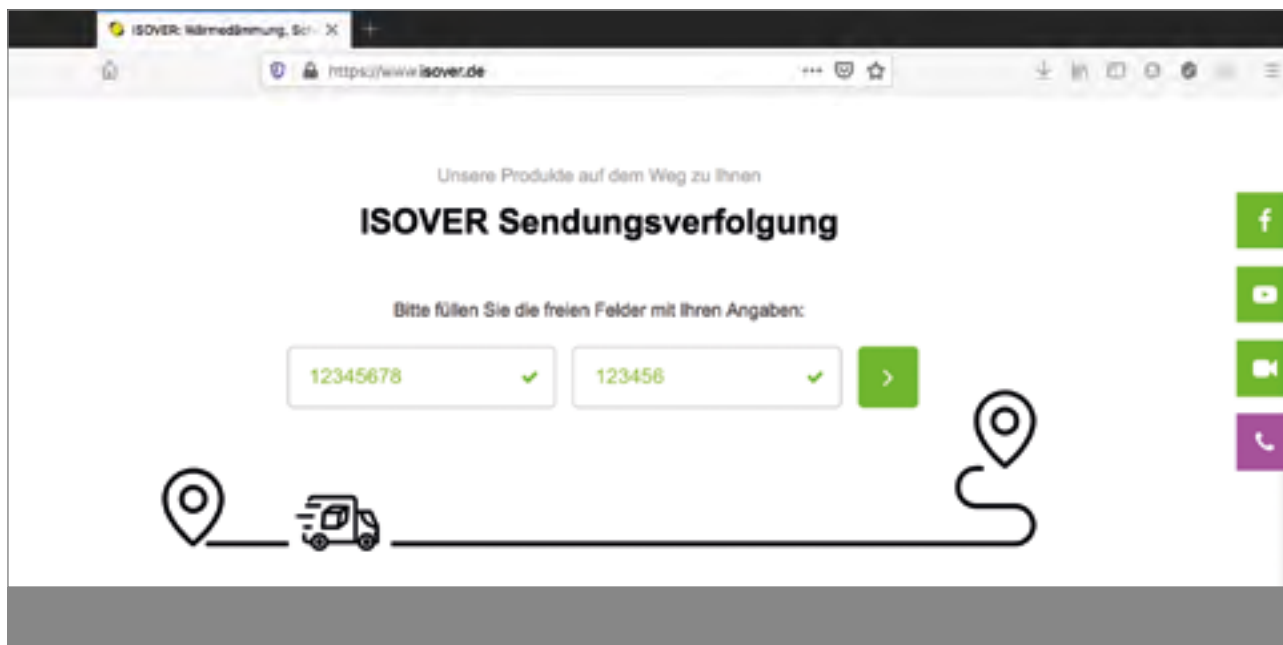 ISOVER: Wärmedämmung, Sch
https://www.isover.de
Unsere Produkte auf dem Weg zu Ihnen
ISOVER Sendungsverfolgung
Bitte füllen Sie die freien Felder mit Ihren Angaben:
12345678
123456